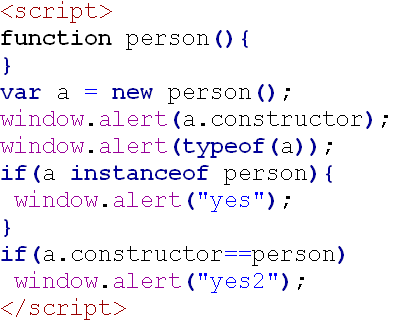 <script>
function person(){
}
var a = new person();
window.alert(a.constructor);
window.alert(typeof(a));
if(a instanceof person){
 window.alert("yes");
}
if(a.constructor==person)
 window.alert("yes2");
</script>